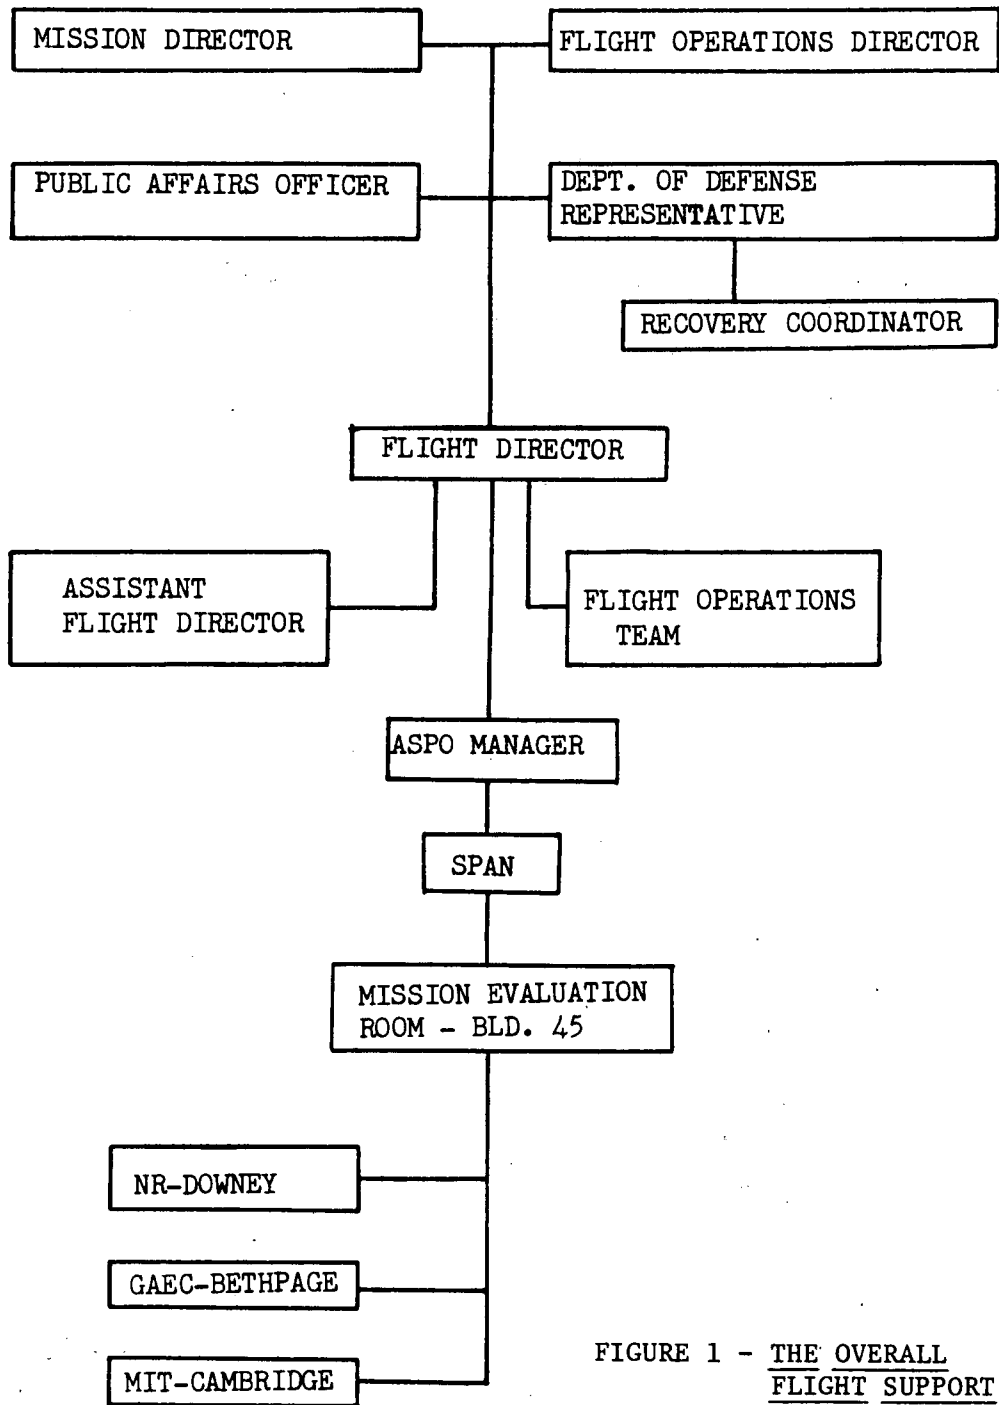 MISSION DIRECTOR
FLIGHT OPERATIONS DIRECTOR
PUBLIC AFFAIRS OFFICER
DEPT. OF DEFENSE
REPRESENTATIVE
RECOVERY COORDINATOR
FLIGHT DIRECTOR
ASSISTANT
FLIGHT DIRECTOR
FLIGHT OPERATIONS
TEAM
ASPO MANAGER
SPAN
MISSION EVALUATION
ROOM - BLD. 45
NR-DOWNEY
GAEC-BETHPAGE
MIT-CAMBRIDGE
FIGURE 1 - THE OVERALL
FLIGHT SUPPORT